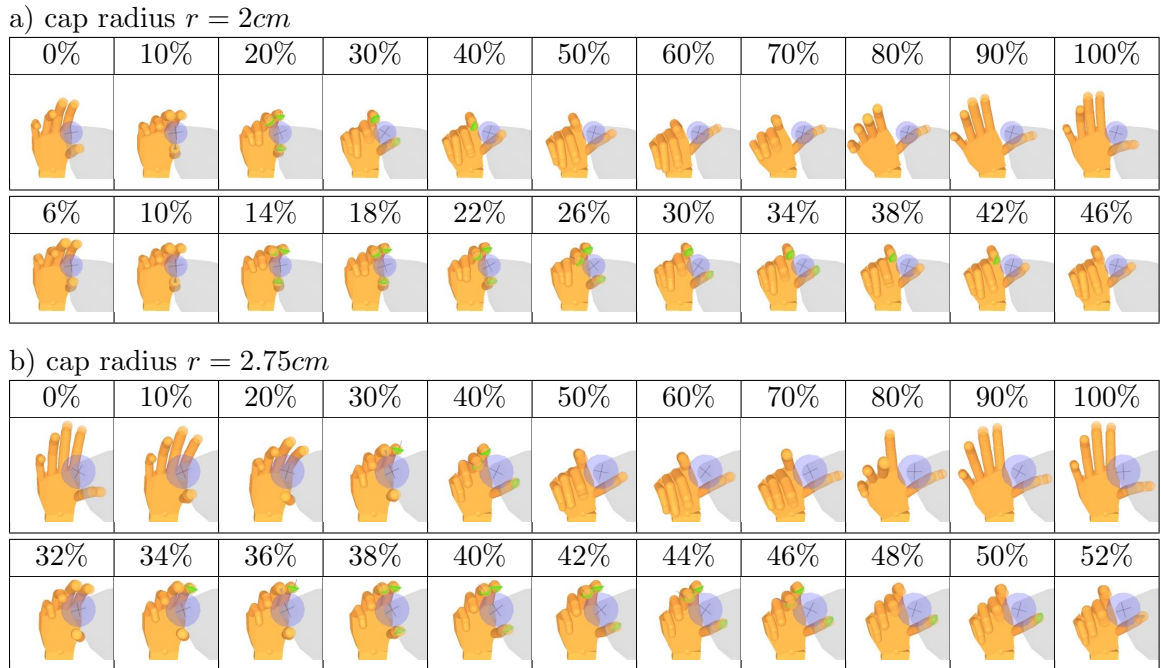 a) cap radius r = 2cm
0% 10% 20% 30% 40% 50% 60% 70% 80% 90% 100%
6% 10% 14% 18% 22% 26% 30% 34% 38% 42% 46%
b) cap radius r = 2.75cm
0% 10% 20% 30% 40% 50% 60% 70% 80% 90% 100%
32% 34% 36% 38% 40% 42% 44% 46% 48% 50% 52%